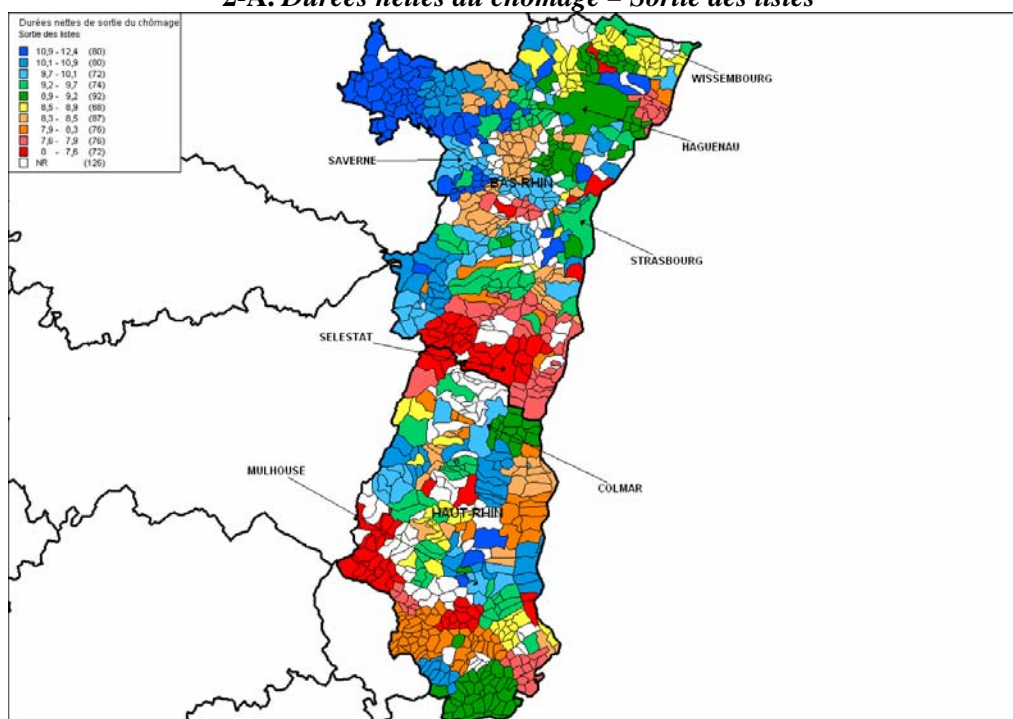 2-A. Durées nettes du chômage – Sortie des listes
Durées nettes de sortie du chômage
Sortie des listes
10,9 - 12,4 (80)
10,1 - 10,9 (80)
9,7 - 10,1 (72)
9,2 - 9,7 (74)
8,9 - 9,2 (92)
8,5 - 8,9 (68)
8,3 - 8,5 (87)
7,9 - 8,3 (76)
7,6 - 7,9 (76)
0 - 7,6 (72)
NR (126)
WISSEMBOURG
HAGUENAU
SAVERNE
BAS-RHIN
STRASBOURG
SELESTAT
MULHOUSE
COLMAR
HAUT-RHIN